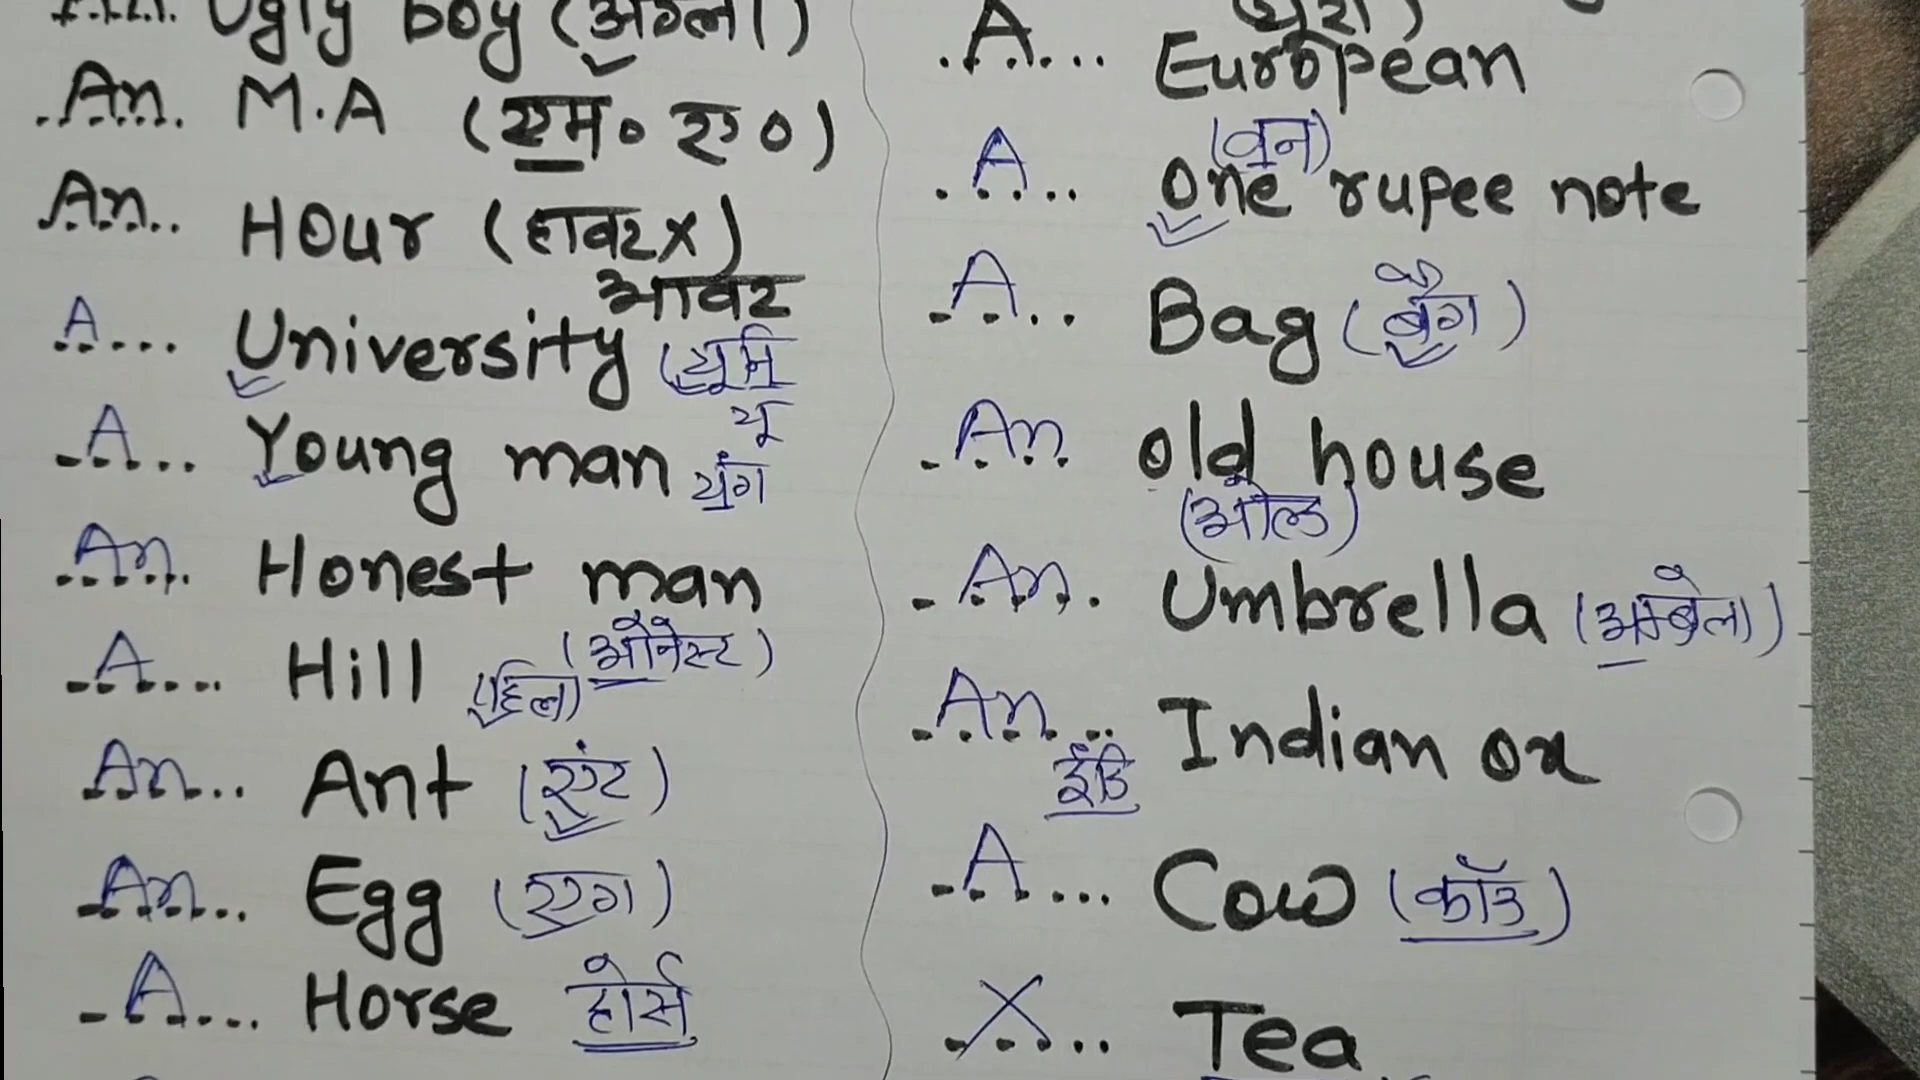 An Ugly boy (अग्ली)
An M.A (एम० ए०)
An Hour (हावर X)
आवर
A University (यूनि
यू
A Young man यंग
An Honest man
(औनेस्ट)
A Hill (हिल)
An Ant (एंट)
An Egg (एग)
A Horse हॉर्स
A European
(वन)
A One rupee note
A Bag (बैग)
An old house
(ओल्ड)
An Umbrella (अम्ब्रेला)
An Indian ox
इंडि
A Cow (कॉउ)
X Tea